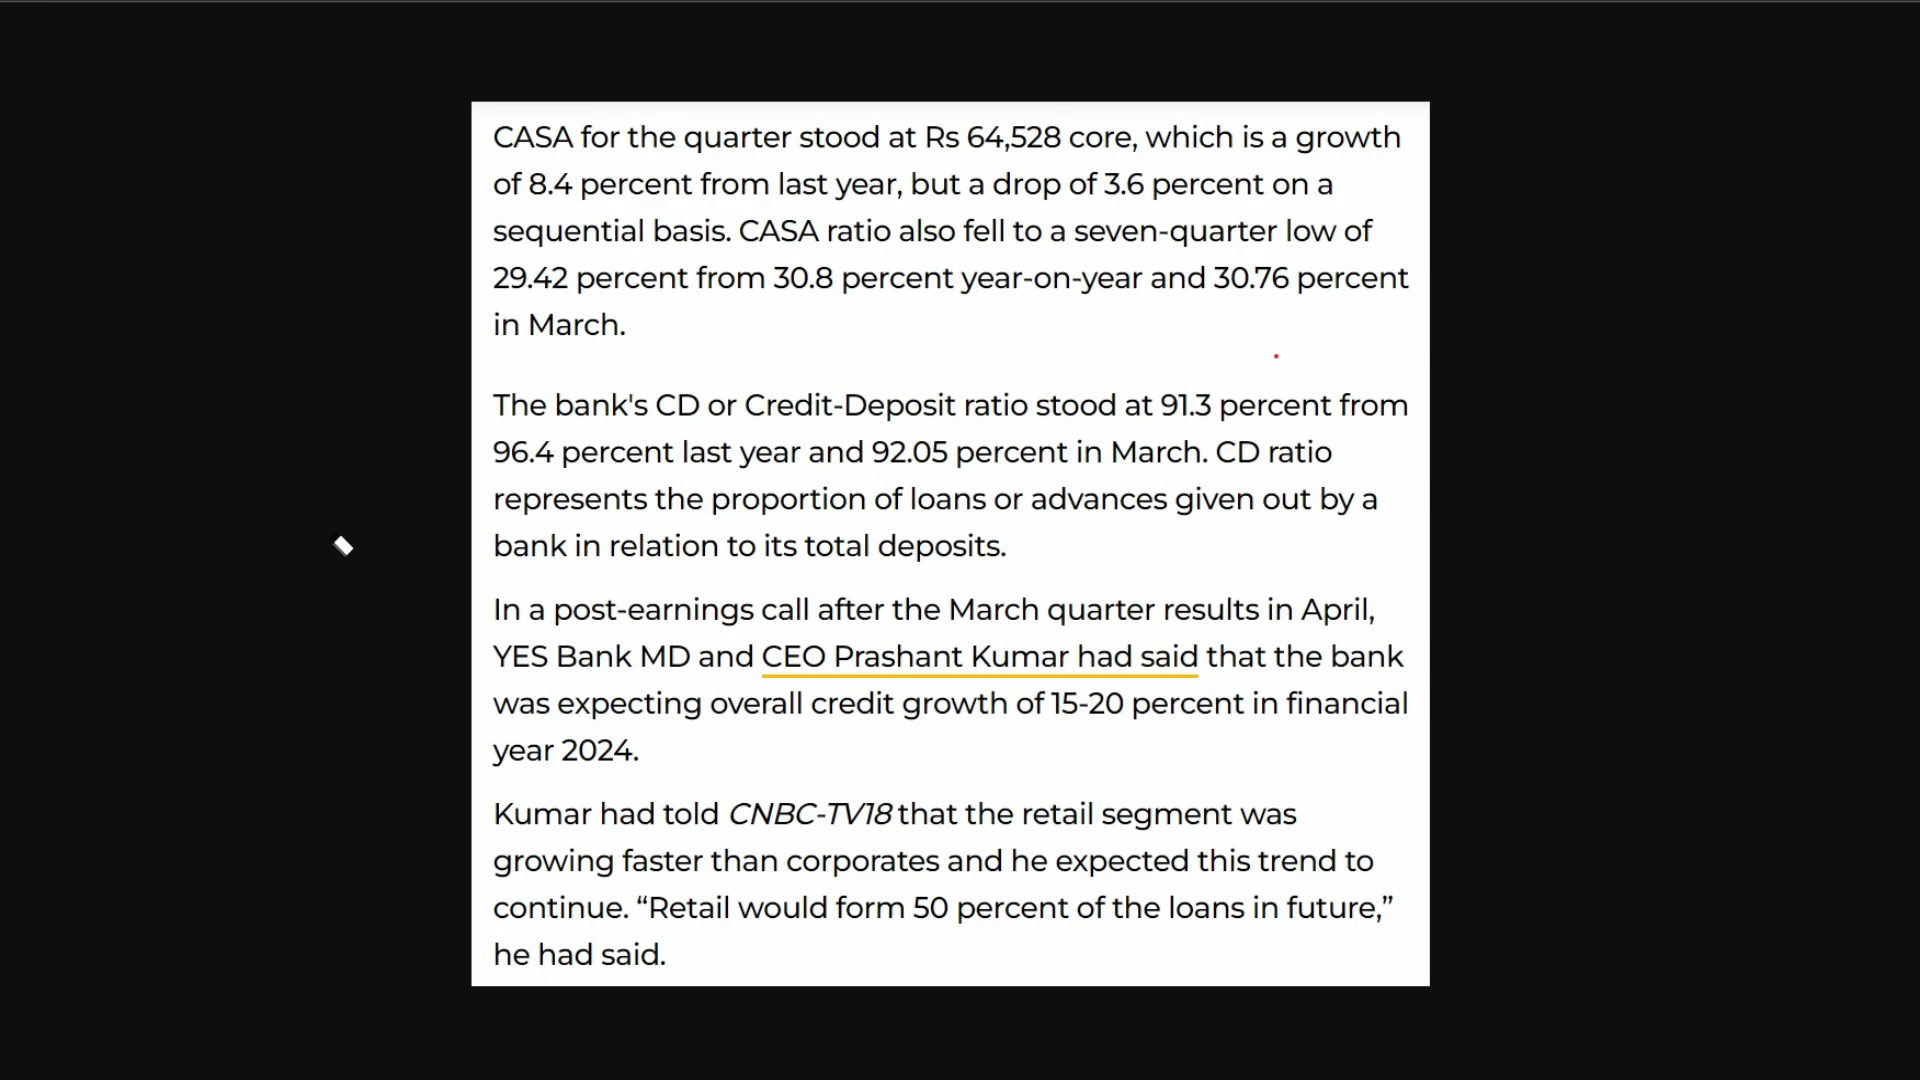 CASA for the quarter stood at Rs 64,528 core, which is a growth
of 8.4 percent from last year, but a drop of 3.6 percent on a
sequential basis. CASA ratio also fell to a seven-quarter low of
29.42 percent from 30.8 percent year-on-year and 30.76 percent
in March.
The bank's CD or Credit-Deposit ratio stood at 91.3 percent from
96.4 percent last year and 92.05 percent in March. CD ratio
represents the proportion of loans or advances given out by a
bank in relation to its total deposits.
In a post-earnings call after the March quarter results in April,
YES Bank MD and CEO Prashant Kumar had said that the bank
was expecting overall credit growth of 15-20 percent in financial
year 2024.
Kumar had told CNBC-TV18 that the retail segment was
growing faster than corporates and he expected this trend to
continue. “Retail would form 50 percent of the loans in future,”
he had said.